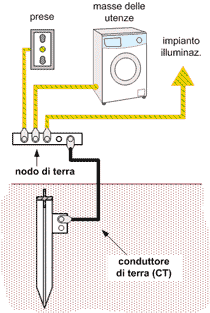 masse delle
utenze
prese
impianto
illuminaz.
nodo di terra
conduttore
di terra (CT)